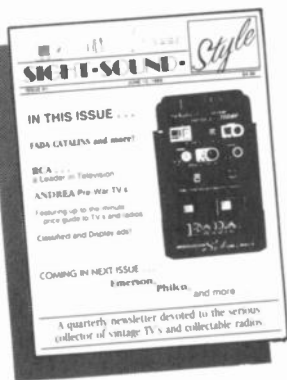 SIGHT•SOUND•
Style
IN THIS ISSUE
FADA CATALINS and more!
RCA
a Leader in Television
ANDREA Pre-War TV s
Featuring up to the minute
price guide to TV s and radios
Classified and Display ads!
COMING IN NEXT ISSUE
Emerson,
Philco,
and more
A quarterly newsletter devoted to the serious
collector of vintage TV's and collectable radios